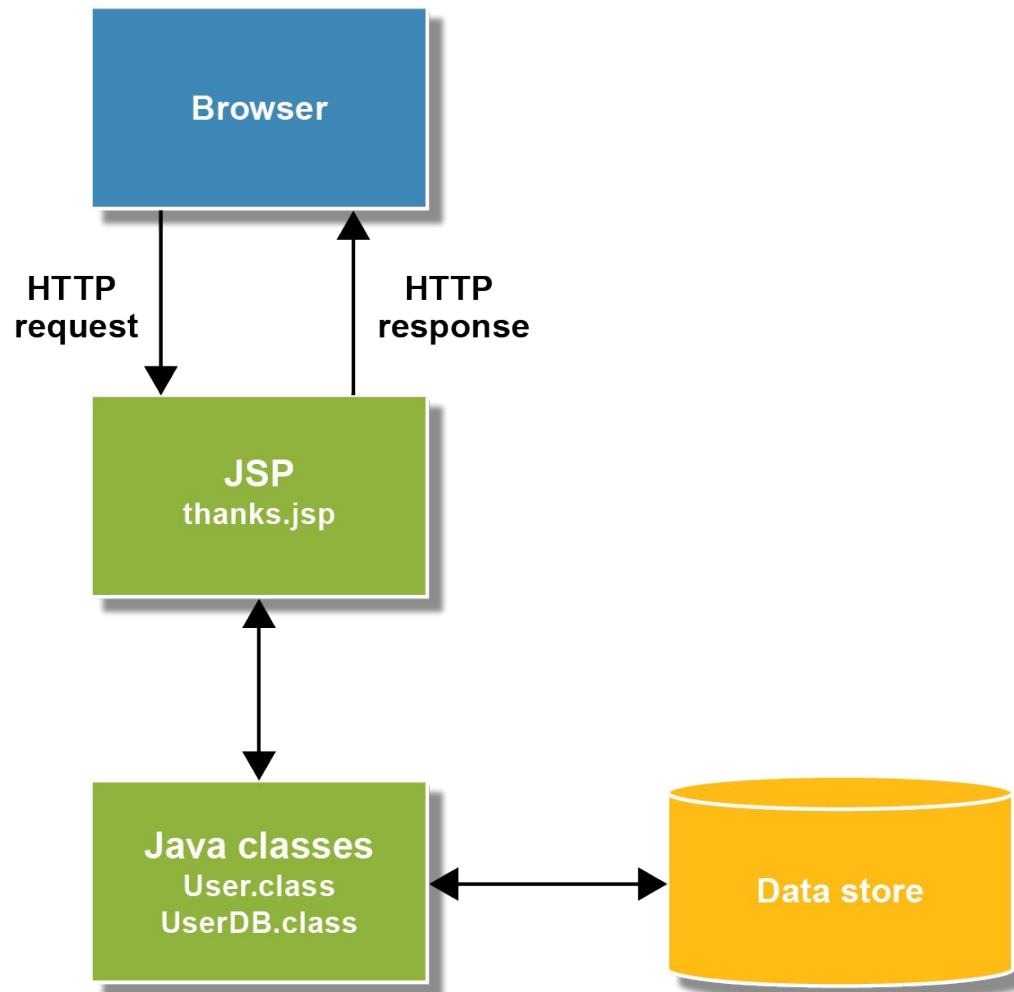 Browser
HTTP
request
HTTP
response
JSP
thanks.jsp
Java classes
User.class
UserDB.class
Data store